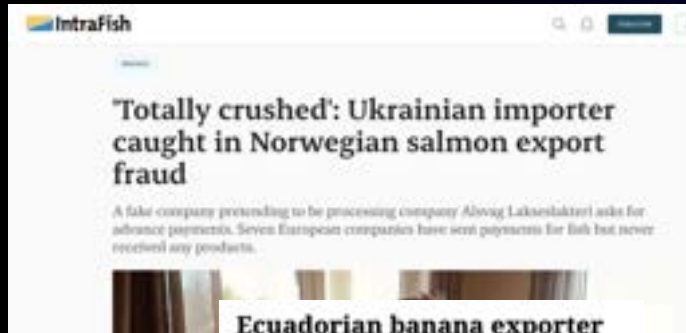 IntraFish
'Totally crushed': Ukrainian importer
caught in Norwegian salmon export
fraud
A fake company pretending to be processing company Alsvag Lakseslakteri asks for
advance payments. Seven European companies have sent payments for fish but never
received any products.
Ecuadorian banana exporter